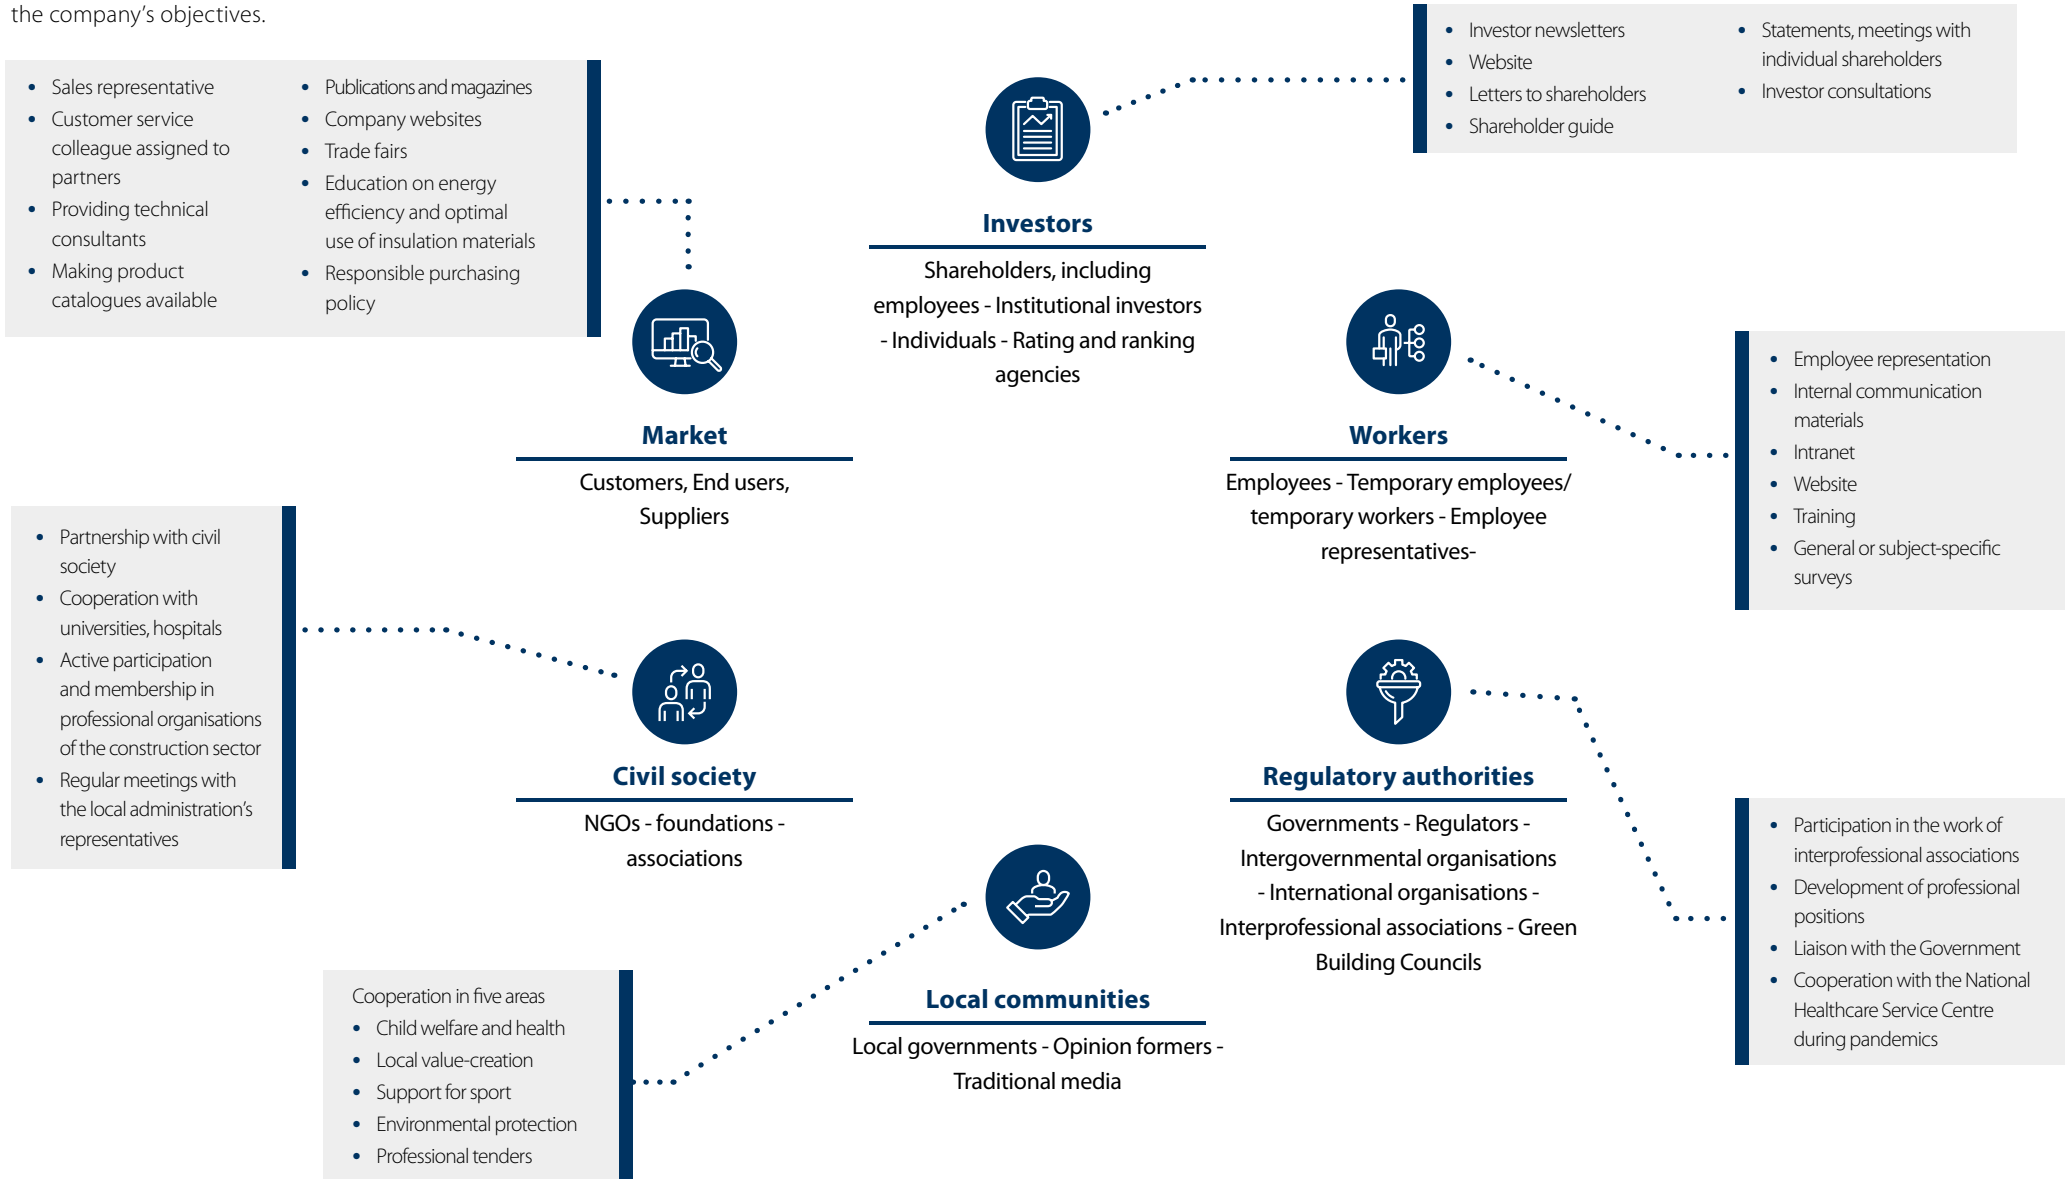 the company's objectives.
• Sales representative
• Customer service
colleague assigned to
partners
• Providing technical
consultants
• Making product
catalogues available
• Publications and magazines
• Company websites
• Trade fairs
• Education on energy
efficiency and optimal
use of insulation materials
• Responsible purchasing
policy
• Investor newsletters
• Website
• Letters to shareholders
• Shareholder guide
• Statements, meetings with
individual shareholders
• Investor consultations
Investors
Shareholders, including
employees - Institutional investors
- Individuals - Rating and ranking
agencies
Market
Customers, End users,
Suppliers
Workers
Employees - Temporary employees/
temporary workers - Employee
representatives-
• Employee representation
• Internal communication
materials
• Intranet
• Website
• Training
• General or subject-specific
surveys
• Partnership with civil
society
• Cooperation with
universities, hospitals
• Active participation
and membership in
professional organisations
of the construction sector
• Regular meetings with
the local administration's
representatives
Civil society
NGOs - foundations -
associations
Regulatory authorities
Governments - Regulators -
Intergovernmental organisations
- International organisations -
Interprofessional associations - Green
Building Councils
• Participation in the work of
interprofessional associations
• Development of professional
positions
• Liaison with the Government
• Cooperation with the National
Healthcare Service Centre
during pandemics
Local communities
Local governments - Opinion formers -
Traditional media
Cooperation in five areas
• Child welfare and health
• Local value-creation
• Support for sport
• Environmental protection
• Professional tenders